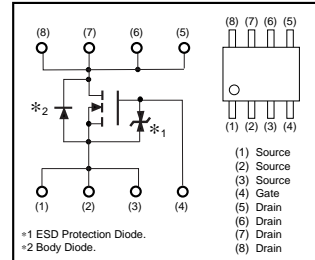 (8) (7) (6) (5)
(8) (7) (6) (5)
*2
*1
(1) (2) (3) (4)
(1) (2) (3) (4)
(1) Source
(2) Source
(3) Source
(4) Gate
(5) Drain
(6) Drain
(7) Drain
(8) Drain
*1 ESD Protection Diode.
*2 Body Diode.